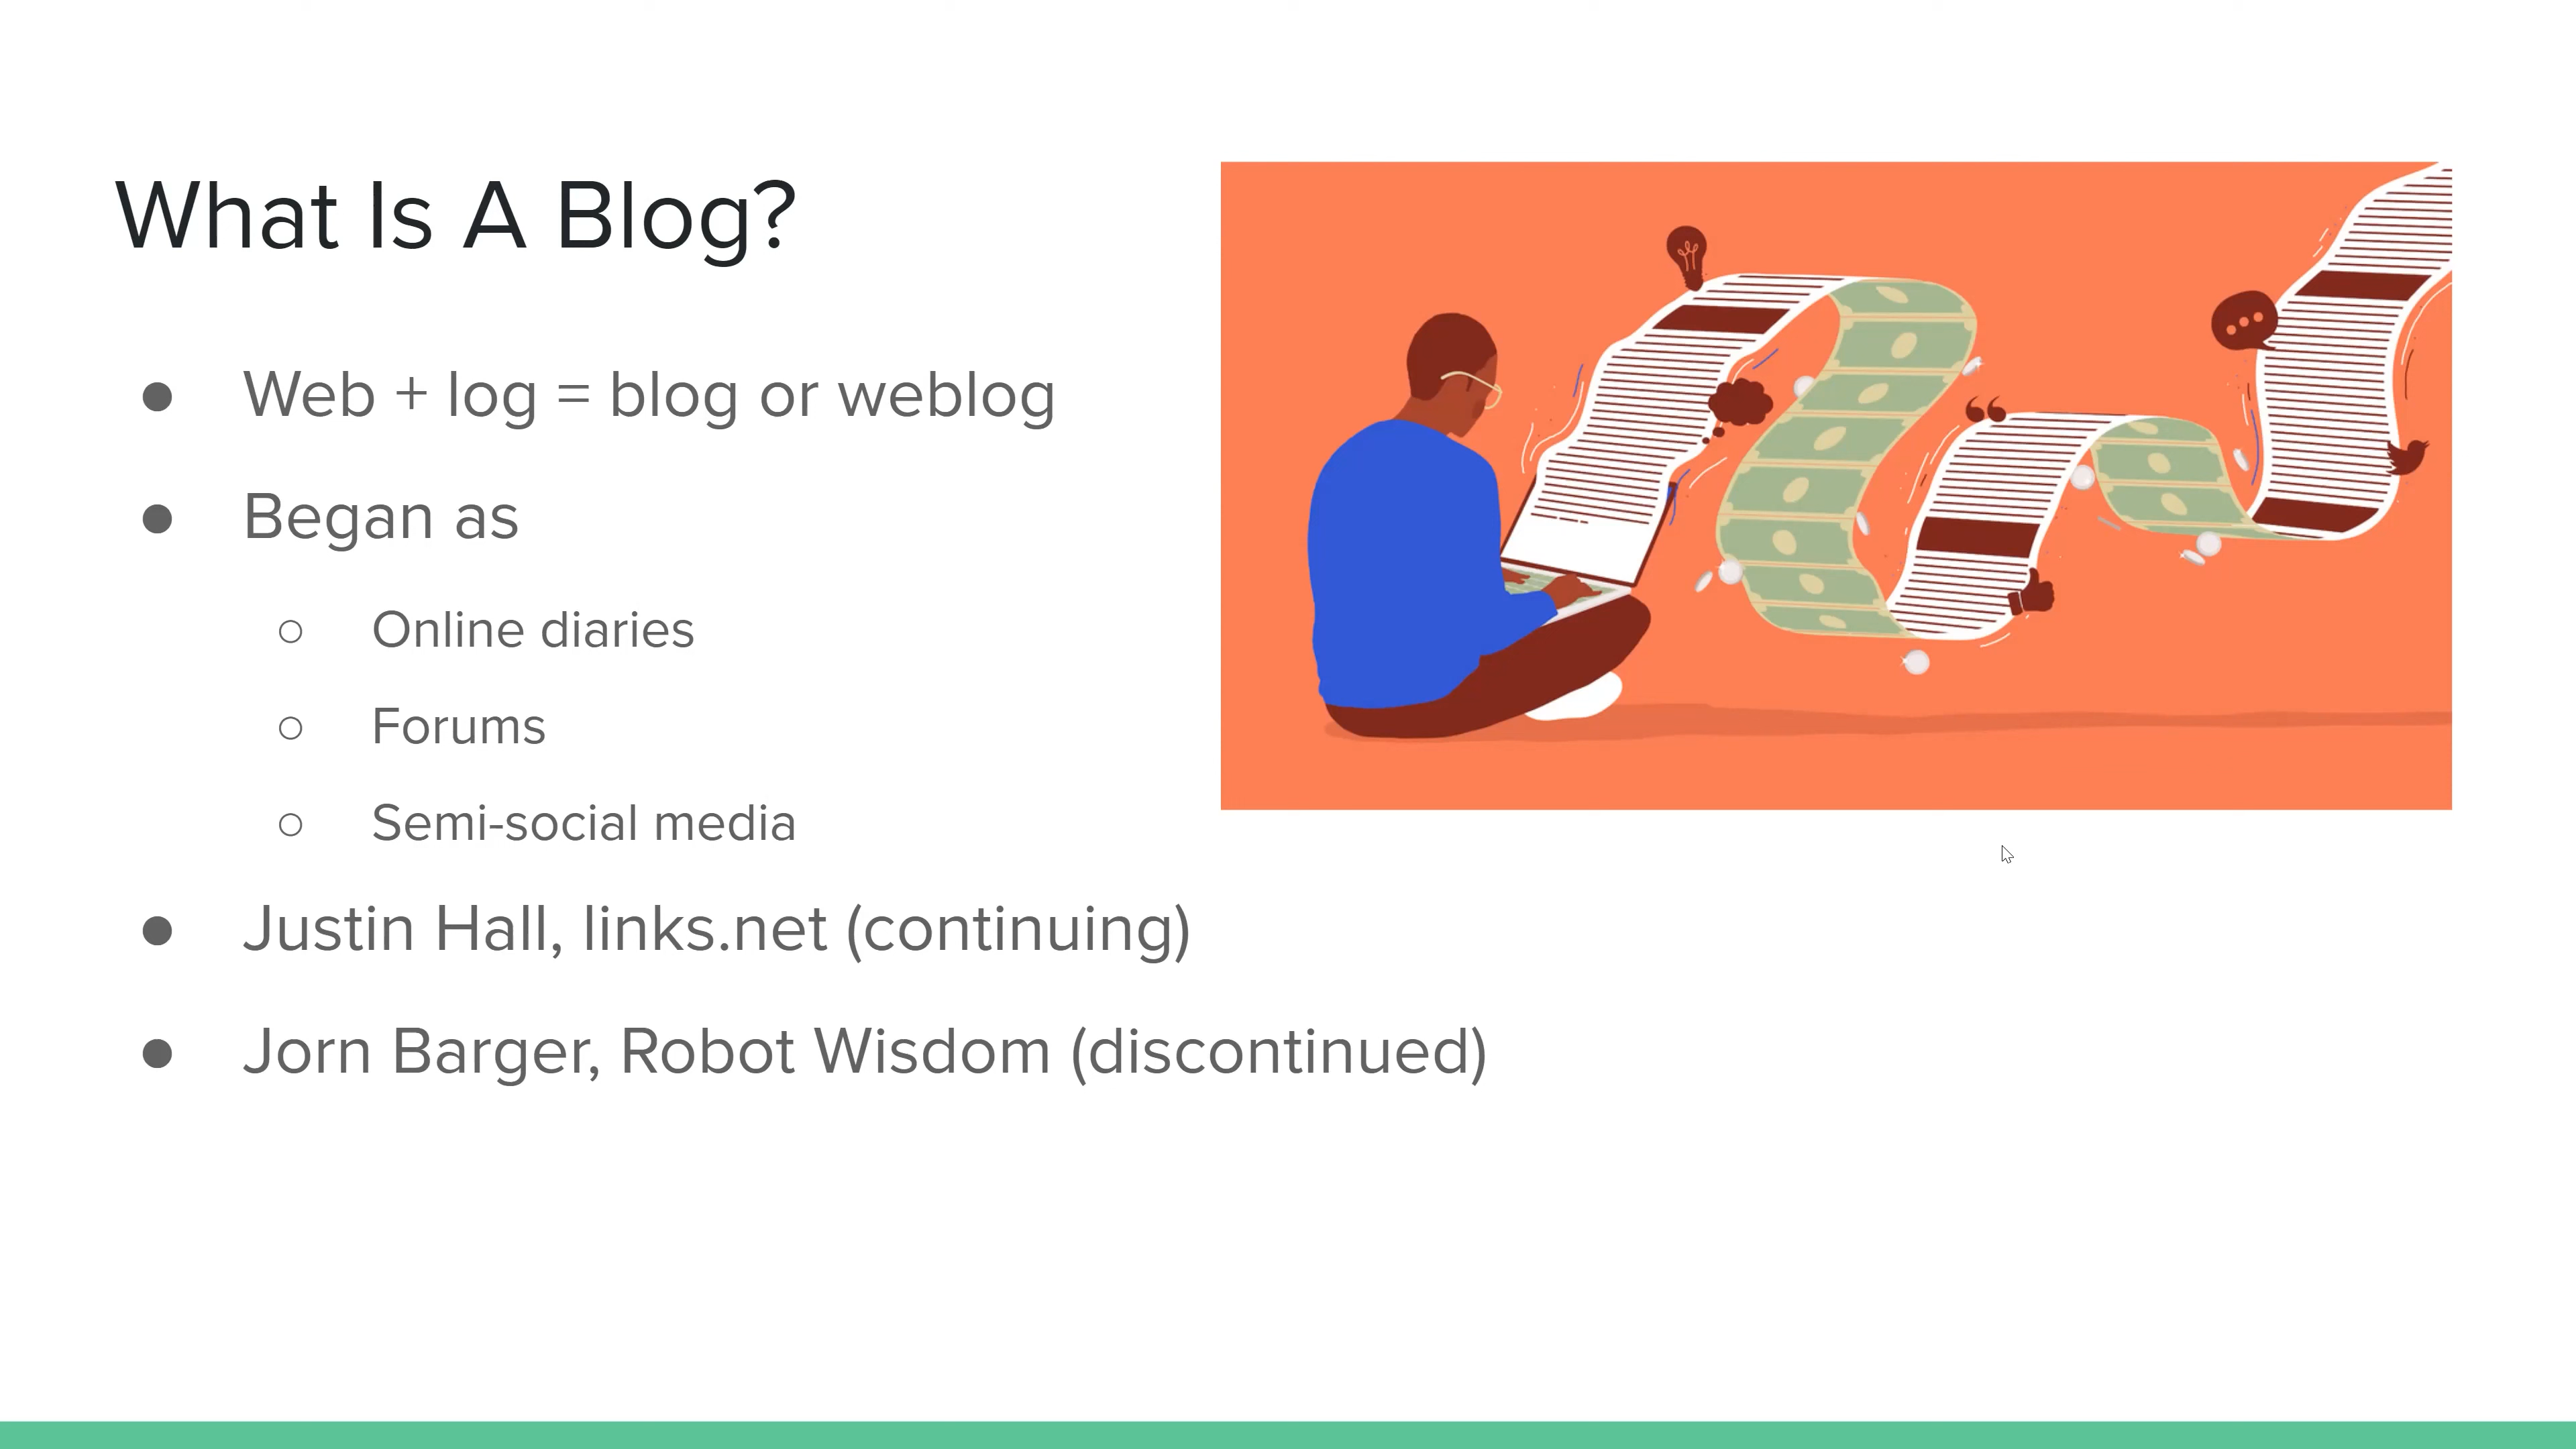 What Is A Blog?
● Web + log = blog or weblog
● Began as
○ Online diaries
○ Forums
○ Semi-social media
● Justin Hall, links.net (continuing)
● Jorn Barger, Robot Wisdom (discontinued)